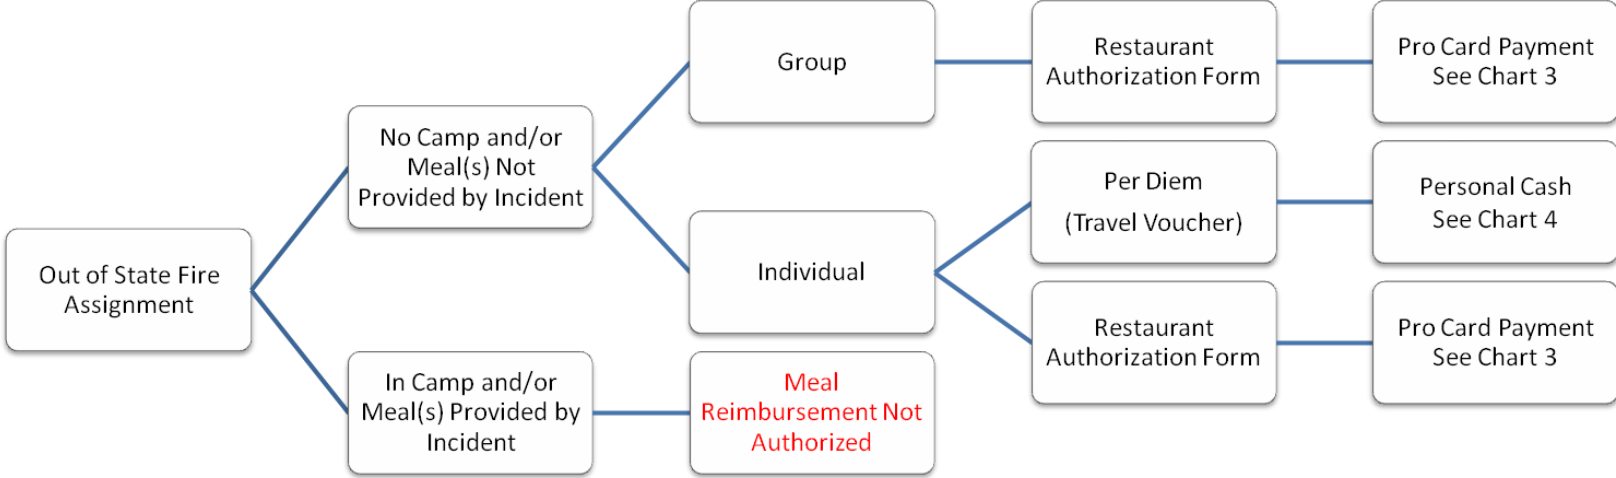 Out of State Fire
Assignment
No Camp and/or
Meal(s) Not
Provided by Incident
Group
Restaurant
Authorization Form
Pro Card Payment
See Chart 3
Individual
Per Diem
(Travel Voucher)
Personal Cash
See Chart 4
Restaurant
Authorization Form
Pro Card Payment
See Chart 3
In Camp and/or
Meal(s) Provided by
Incident
Meal
Reimbursement Not
Authorized